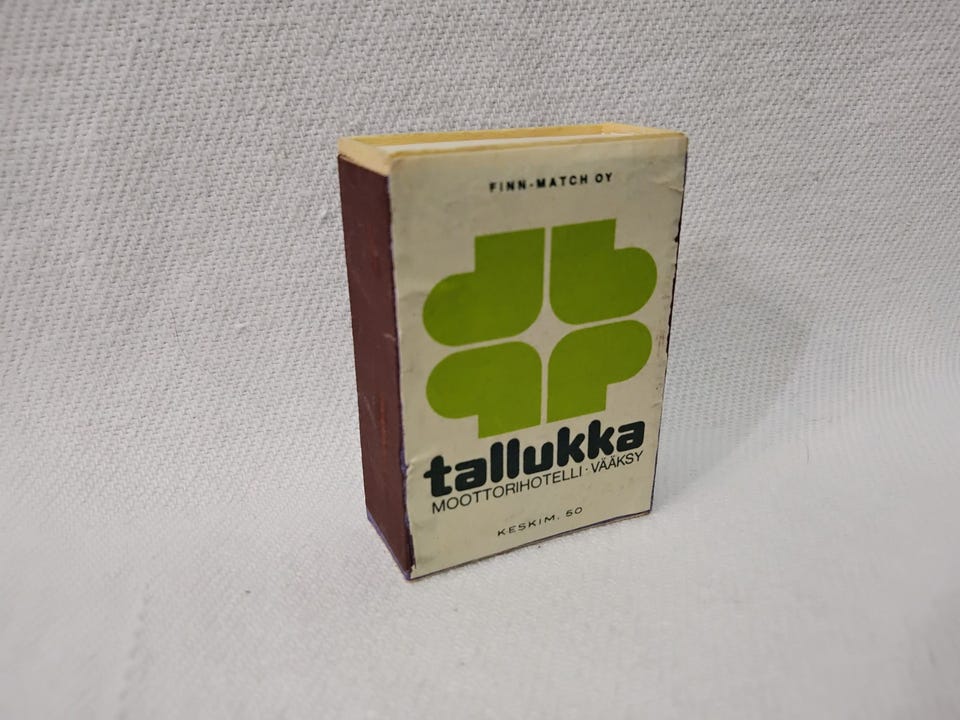 FINN-MATCH OY
tallukka
MOOTTORIHOTELLI · VÄÄKSY
KESKIM. 50